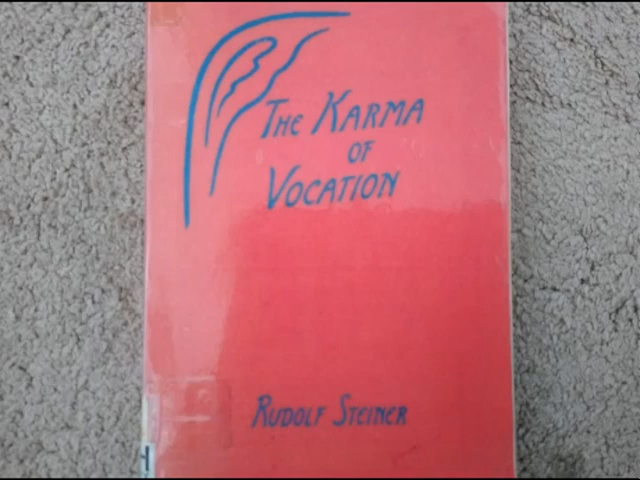 The Karma
of
Vocation
Rudolf Steiner
H